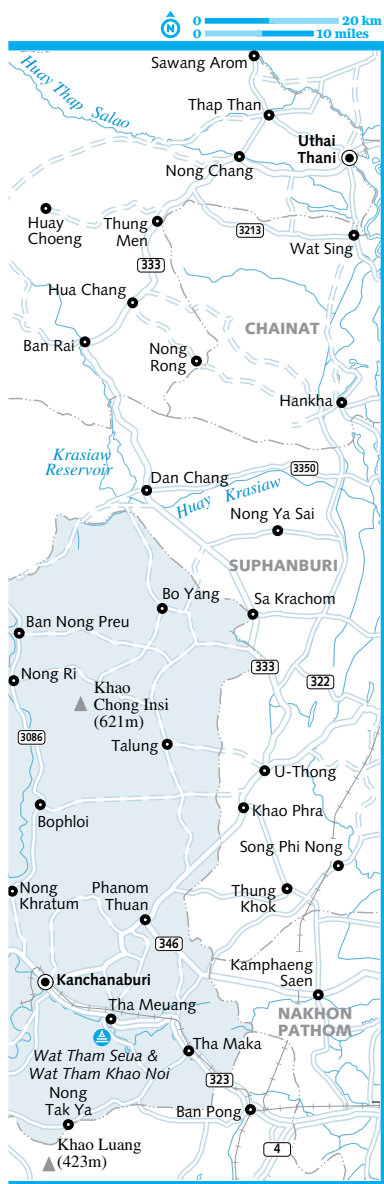 N
0 20 km
0 10 miles
Sawang Arom
Huay Thap Salao
Thap Than
Uthai
Thani
Nong Chang
Huay
Choeng
Thung
Men
3213
Wat Sing
333
Hua Chang
CHAINAT
Ban Rai
Nong
Rong
Hankha
Krasiaw
Reservoir
3350
Dan Chang
Huay Krasiaw
Nong Ya Sai
SUPHANBURI
Bo Yang
Sa Krachom
Ban Nong Preu
333
Nong Ri
322
Khao
Chong Insi
(621m)
3086
Talung
U-Thong
Bophloi
Khao Phra
Song Phi Nong
Nong
Khratum
Phanom
Thuan
Thung
Khok
346
Kamphaeng
Saen
Kanchanaburi
Tha Meuang
NAKHON
PATHOM
Wat Tham Seua &
Wat Tham Khao Noi
Tha Maka
323
Nong
Tak Ya
Ban Pong
Khao Luang
(423m)
4